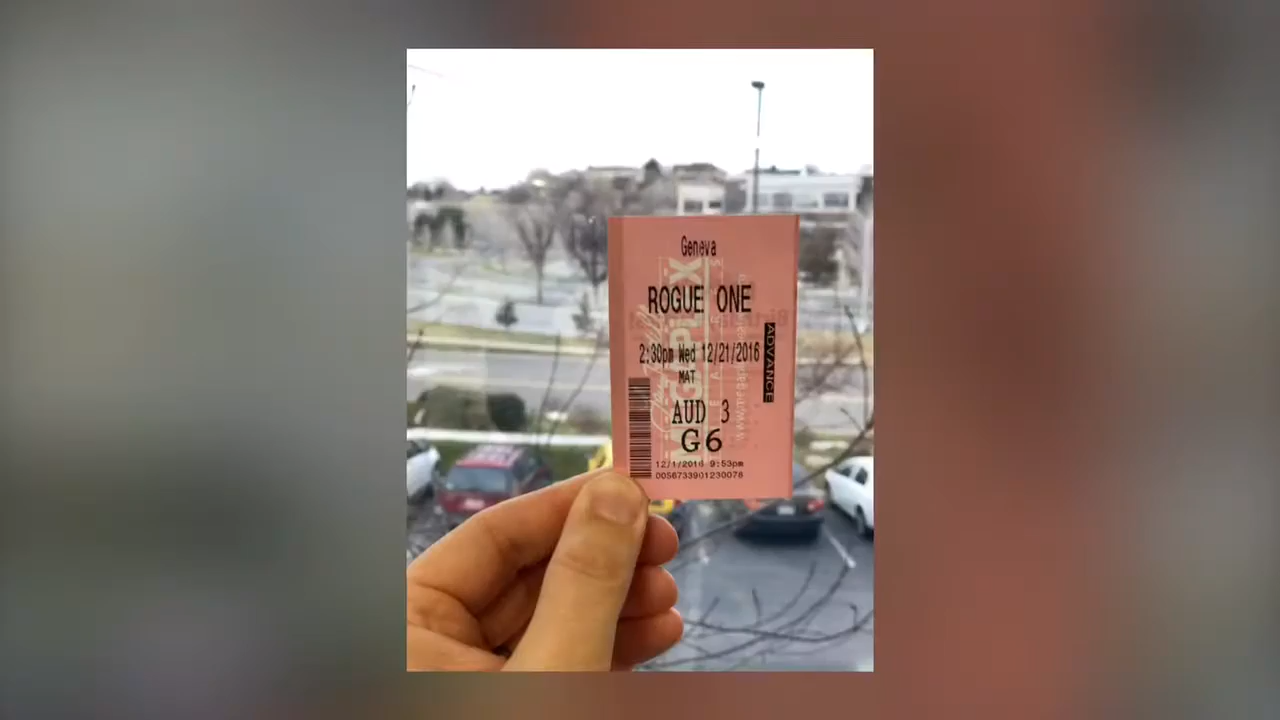 Geneva
ROGUE ONE
2:30pm Wed 12/21/2016
MAT
ADVANCE
AUD 3
G6
12/1/2016 9:53pm
0056733901230078